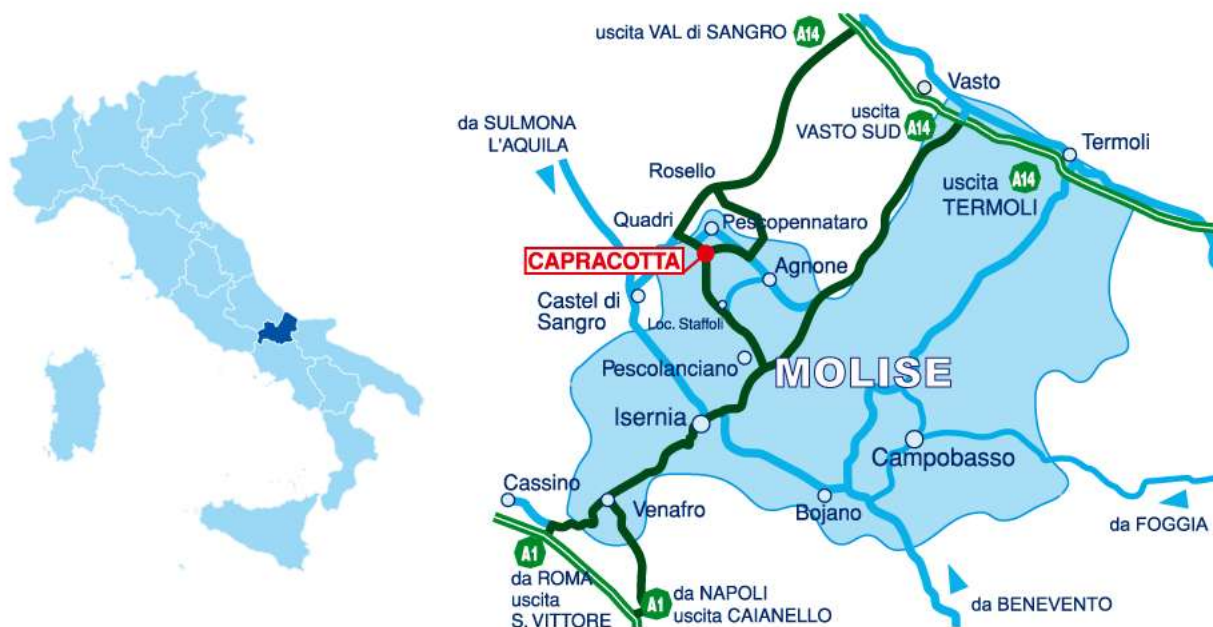 uscita VAL di SANGRO A14
Vasto
da SULMONA
L'AQUILA
uscita
VASTO SUD A14
Termoli
Rosello
uscita A14
TERMOLI
Quadri
Pescopennataro
CAPRACOTTA
Agnone
Castel di
Sangro
Loc. Staffoli
Pescolanciano
MOLISE
Isernia
Campobasso
Cassino
Venafro
Bojano
da FOGGIA
A1
da ROMA
uscita
S. VITTORE
A1
da NAPOLI
uscita CAIANELLO
da BENEVENTO